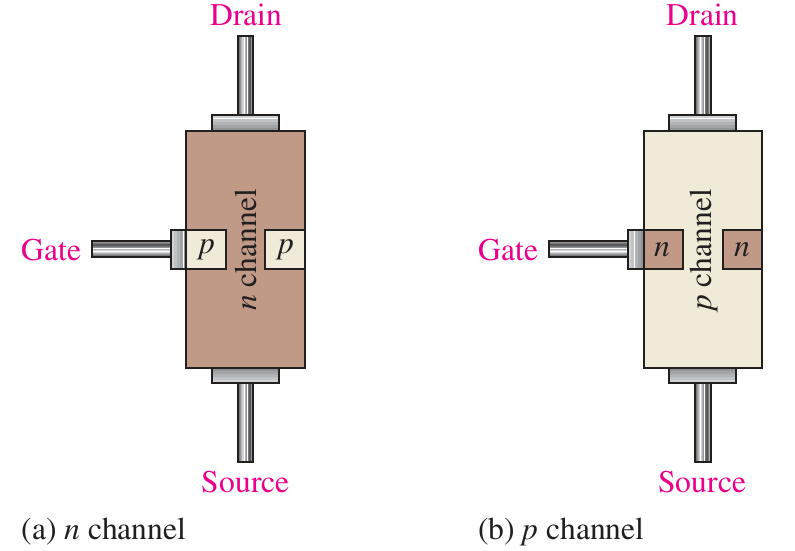 Drain
Gate
p
n channel
p
Source
(a) n channel
Drain
Gate
n
p channel
n
Source
(b) p channel